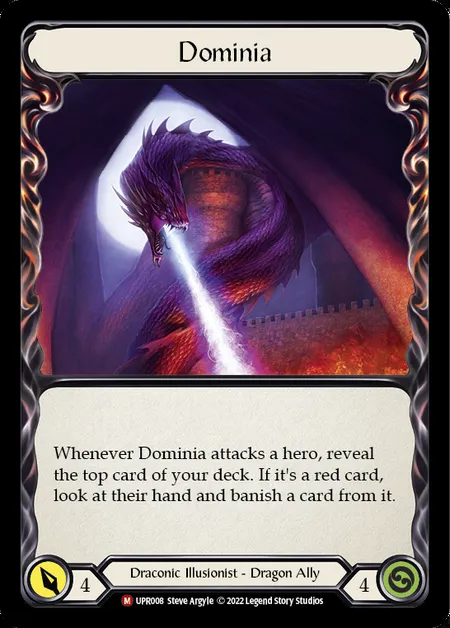 Dominia
Whenever Dominia attacks a hero, reveal
the top card of your deck. If it's a red card,
look at their hand and banish a card from it.
4
Draconic Illusionist - Dragon Ally
4
M UPR008 Steve Argyle © 2022 Legend Story Studios